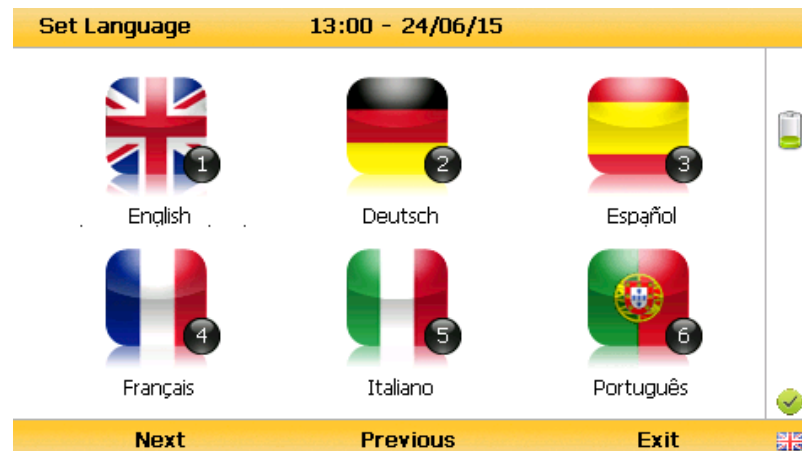 Set Language 13:00 - 24/06/15
1 2 3
English Deutsch Español
4 5 6
Français Italiano Português
Next Previous Exit